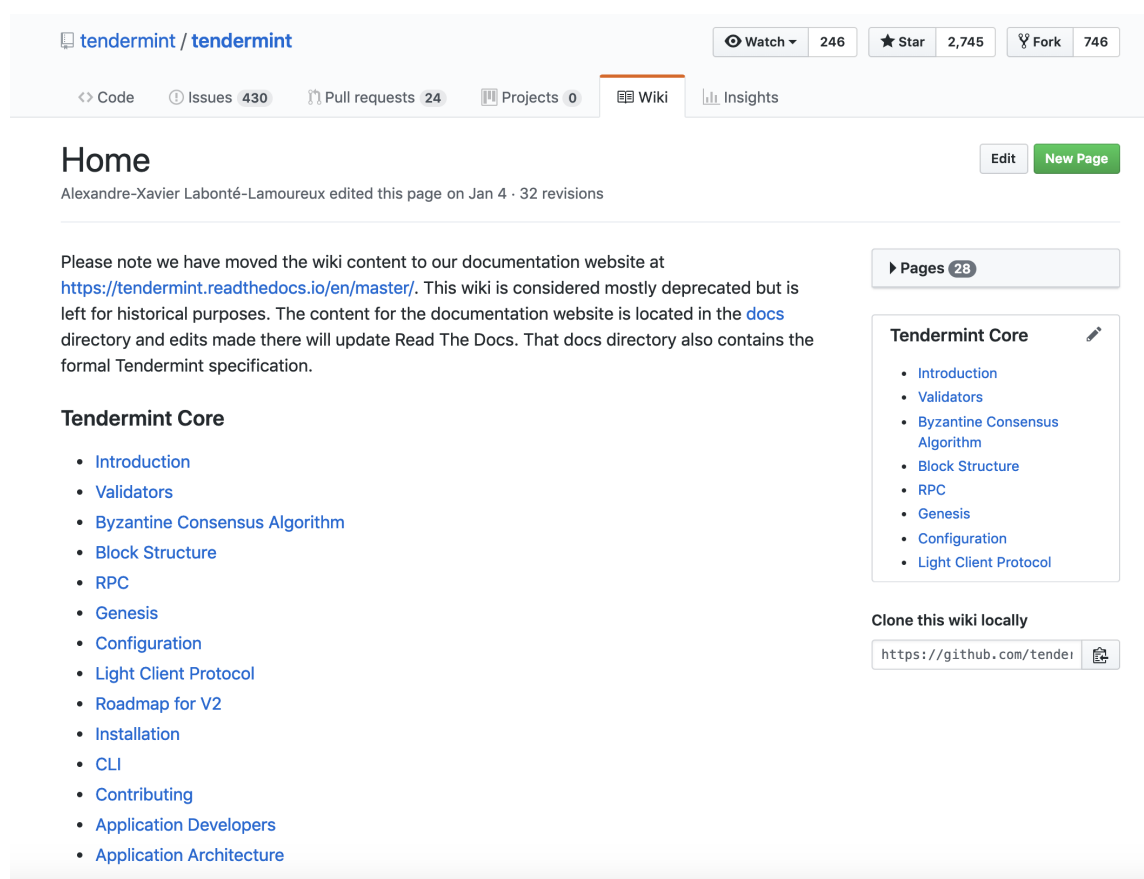 tendermint / tendermint
Watch 246
Star 2,745
Fork 746
Code
Issues 430
Pull requests 24
Projects 0
Wiki
Insights
Home
Edit
New Page
Alexandre-Xavier Labonté-Lamoureux edited this page on Jan 4 · 32 revisions
Please note we have moved the wiki content to our documentation website at
https://tendermint.readthedocs.io/en/master/. This wiki is considered mostly deprecated but is
left for historical purposes. The content for the documentation website is located in the docs
directory and edits made there will update Read The Docs. That docs directory also contains the
formal Tendermint specification.
Tendermint Core
• Introduction
• Validators
• Byzantine Consensus Algorithm
• Block Structure
• RPC
• Genesis
• Configuration
• Light Client Protocol
• Roadmap for V2
• Installation
• CLI
• Contributing
• Application Developers
• Application Architecture
Pages 28
Tendermint Core
• Introduction
• Validators
• Byzantine Consensus
Algorithm
• Block Structure
• RPC
• Genesis
• Configuration
• Light Client Protocol
Clone this wiki locally
https://github.com/tender